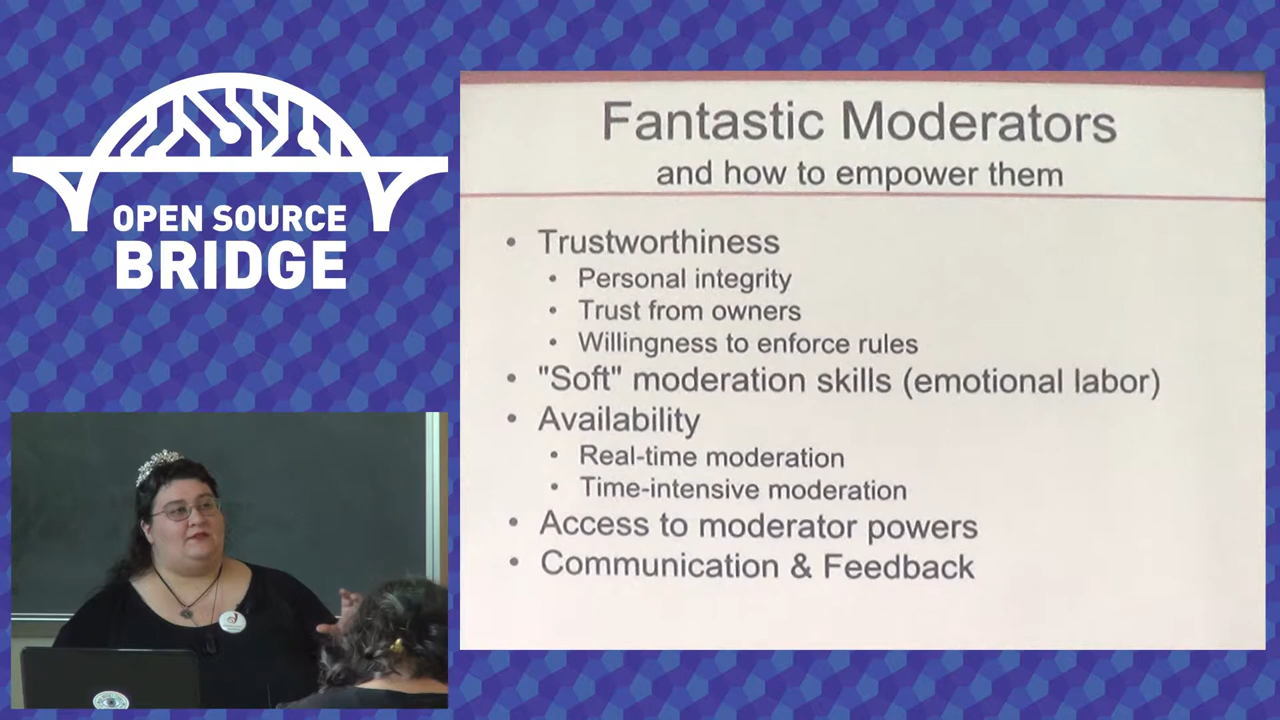 OPEN SOURCE
BRIDGE
Fantastic Moderators
and how to empower them
• Trustworthiness
• Personal integrity
• Trust from owners
• Willingness to enforce rules
• "Soft" moderation skills (emotional labor)
• Availability
• Real-time moderation
• Time-intensive moderation
• Access to moderator powers
• Communication & Feedback